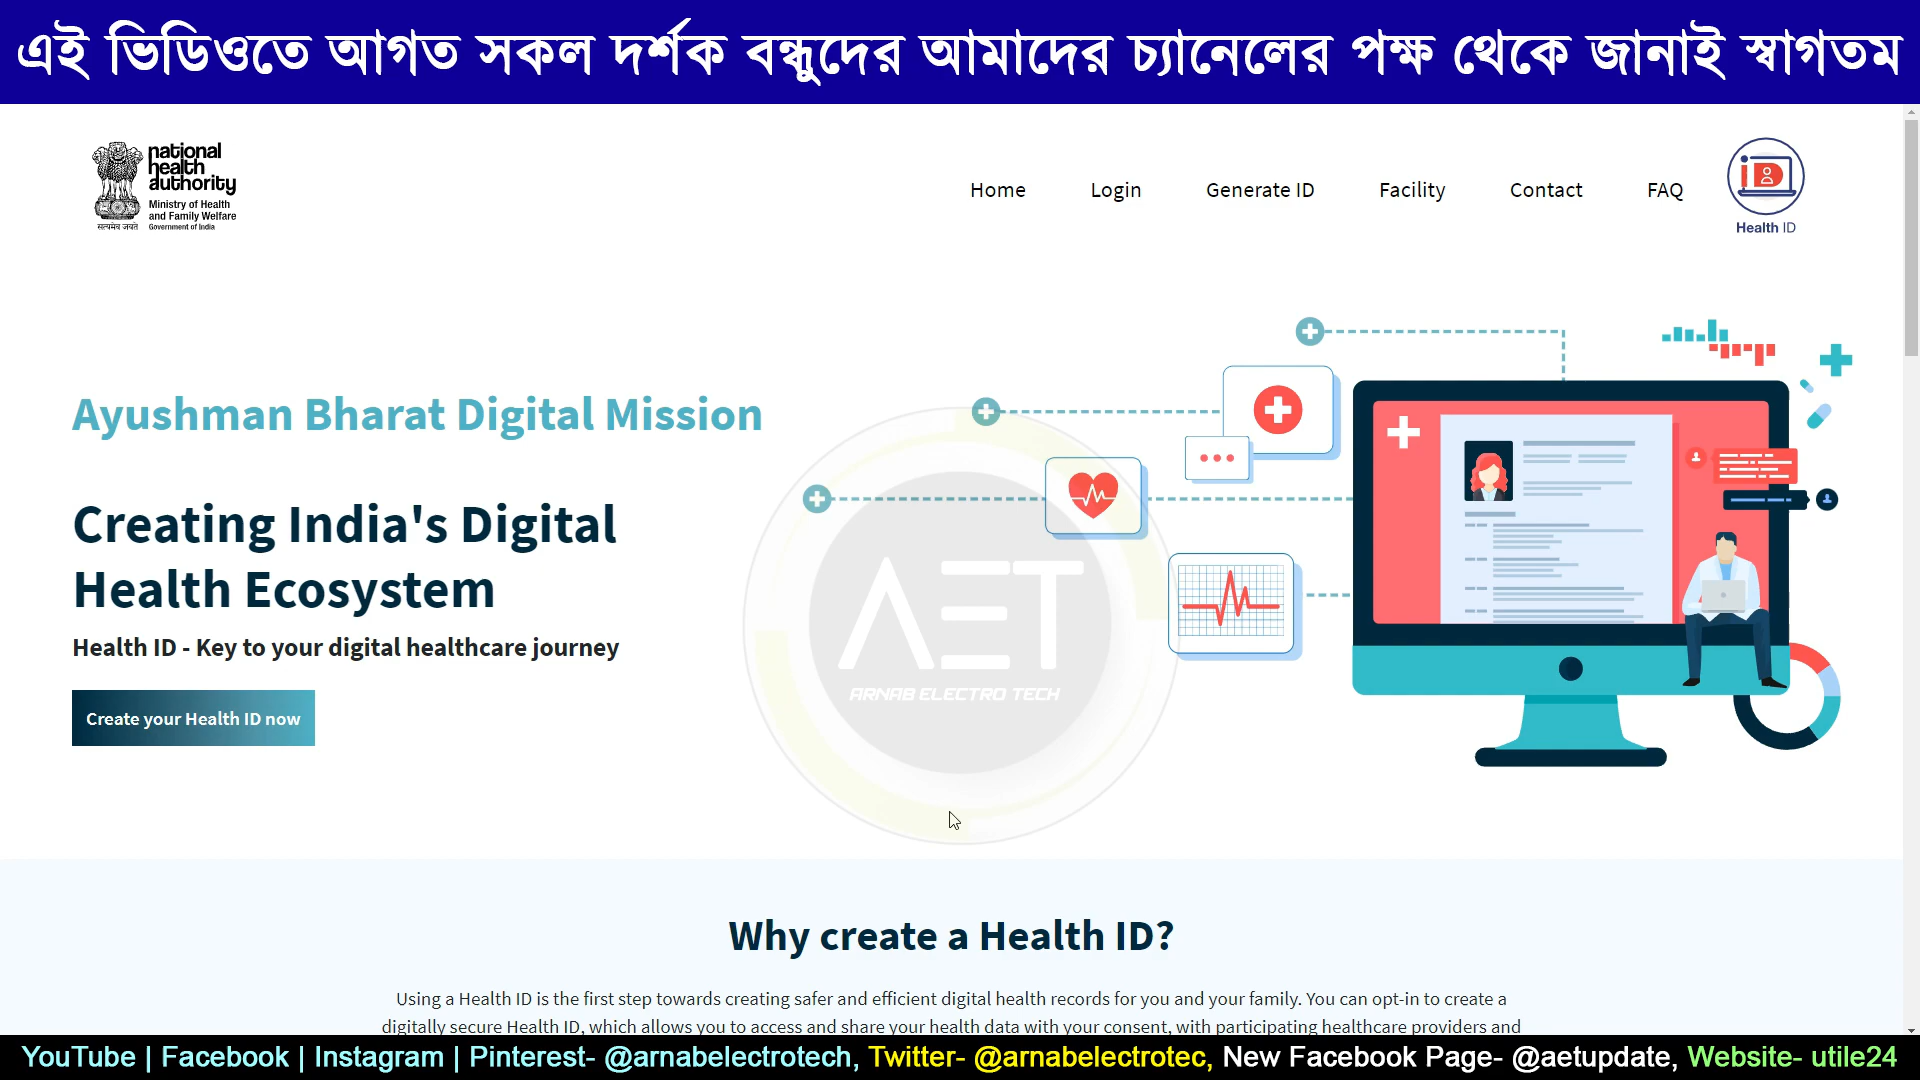 এই ভিডিওতে আগত সকল দর্শক বন্ধুদের আমাদের চ্যানেলের পক্ষ থেকে জানাই স্বাগতম
national
health
authority
Ministry of Health
and Family Welfare
Government of India
सत्यमेव जयते
Home Login Generate ID Facility Contact FAQ
iD
Health ID
Ayushman Bharat Digital Mission
Creating India's Digital
Health Ecosystem
Health ID - Key to your digital healthcare journey
Create your Health ID now
AET
ARNAB ELECTRO TECH
Why create a Health ID?
Using a Health ID is the first step towards creating safer and efficient digital health records for you and your family. You can opt-in to create a
digitally secure Health ID, which allows you to access and share your health data with your consent, with participating healthcare providers and
YouTube | Facebook | Instagram | Pinterest- @arnabelectrotech, Twitter- @arnabelectrotec, New Facebook Page- @aetupdate, Website- utile24